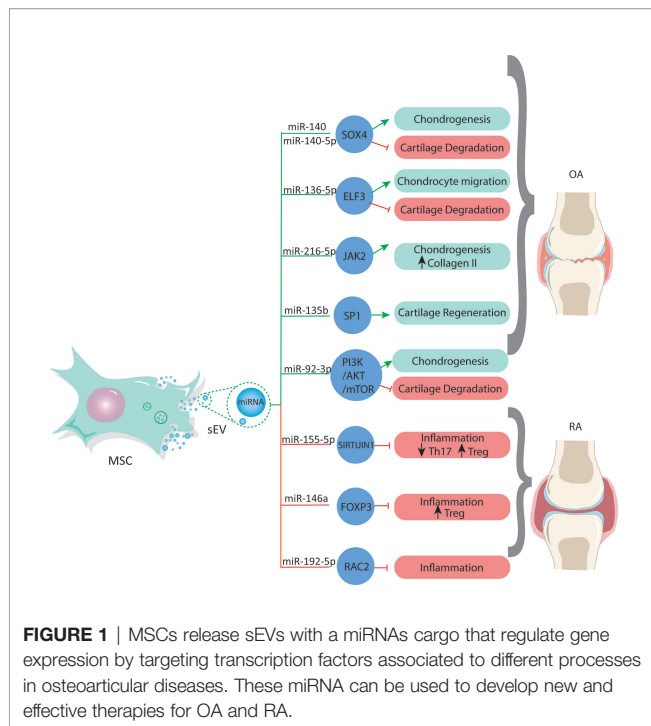 miR-140
miR-140-5p
SOX4
Chondrogenesis
Cartilage Degradation
miR-136-5p
ELF3
Chondrocyte migration
Cartilage Degradation
OA
miR-216-5p
JAK2
Chondrogenesis
Collagen II
miR-135b
SP1
Cartilage Regeneration
miR-92-3p
PI3K
/AKT
/mTOR
Chondrogenesis
Cartilage Degradation
miRNA
sEV
MSC
miR-155-5p
SIRTUIN1
Inflammation
Th17 Treg
RA
miR-146a
FOXP3
Inflammation
Treg
miR-192-5p
RAC2
Inflammation
FIGURE 1 | MSCs release sEVs with a miRNAs cargo that regulate gene
expression by targeting transcription factors associated to different processes
in osteoarticular diseases. These miRNA can be used to develop new and
effective therapies for OA and RA.